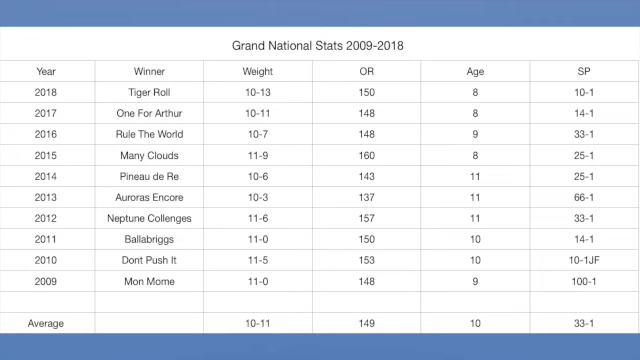 Grand National Stats 2009-2018
Year Winner Weight OR Age SP
2018 Tiger Roll 10-13 150 8 10-1
2017 One For Arthur 10-11 148 8 14-1
2016 Rule The World 10-7 148 9 33-1
2015 Many Clouds 11-9 160 8 25-1
2014 Pineau de Re 10-6 143 11 25-1
2013 Auroras Encore 10-3 137 11 66-1
2012 Neptune Collenges 11-6 157 11 33-1
2011 Ballabriggs 11-0 150 10 14-1
2010 Dont Push It 11-5 153 10 10-1JF
2009 Mon Mome 11-0 148 9 100-1
Average 10-11 149 10 33-1